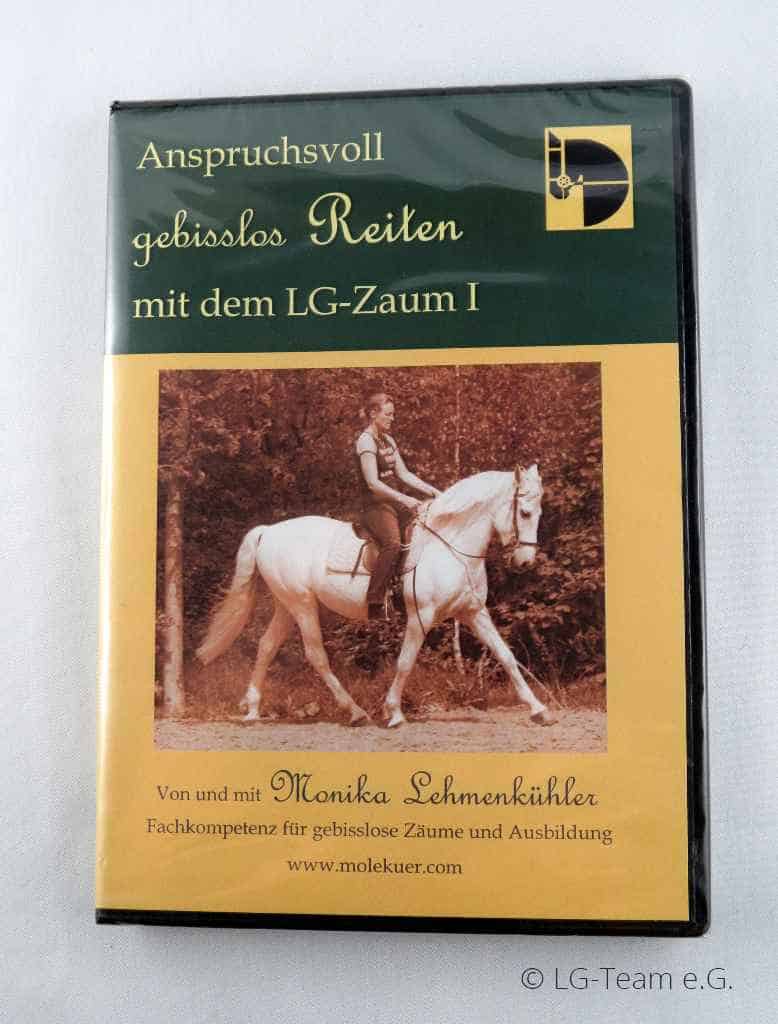 Anspruchsvoll
gebisslos Reiten
mit dem LG-Zaum I
Von und mit Monika Lehmenkühler
Fachkompetenz für gebisslose Zäume und Ausbildung
www.molekuer.com
© LG-Team e.G.